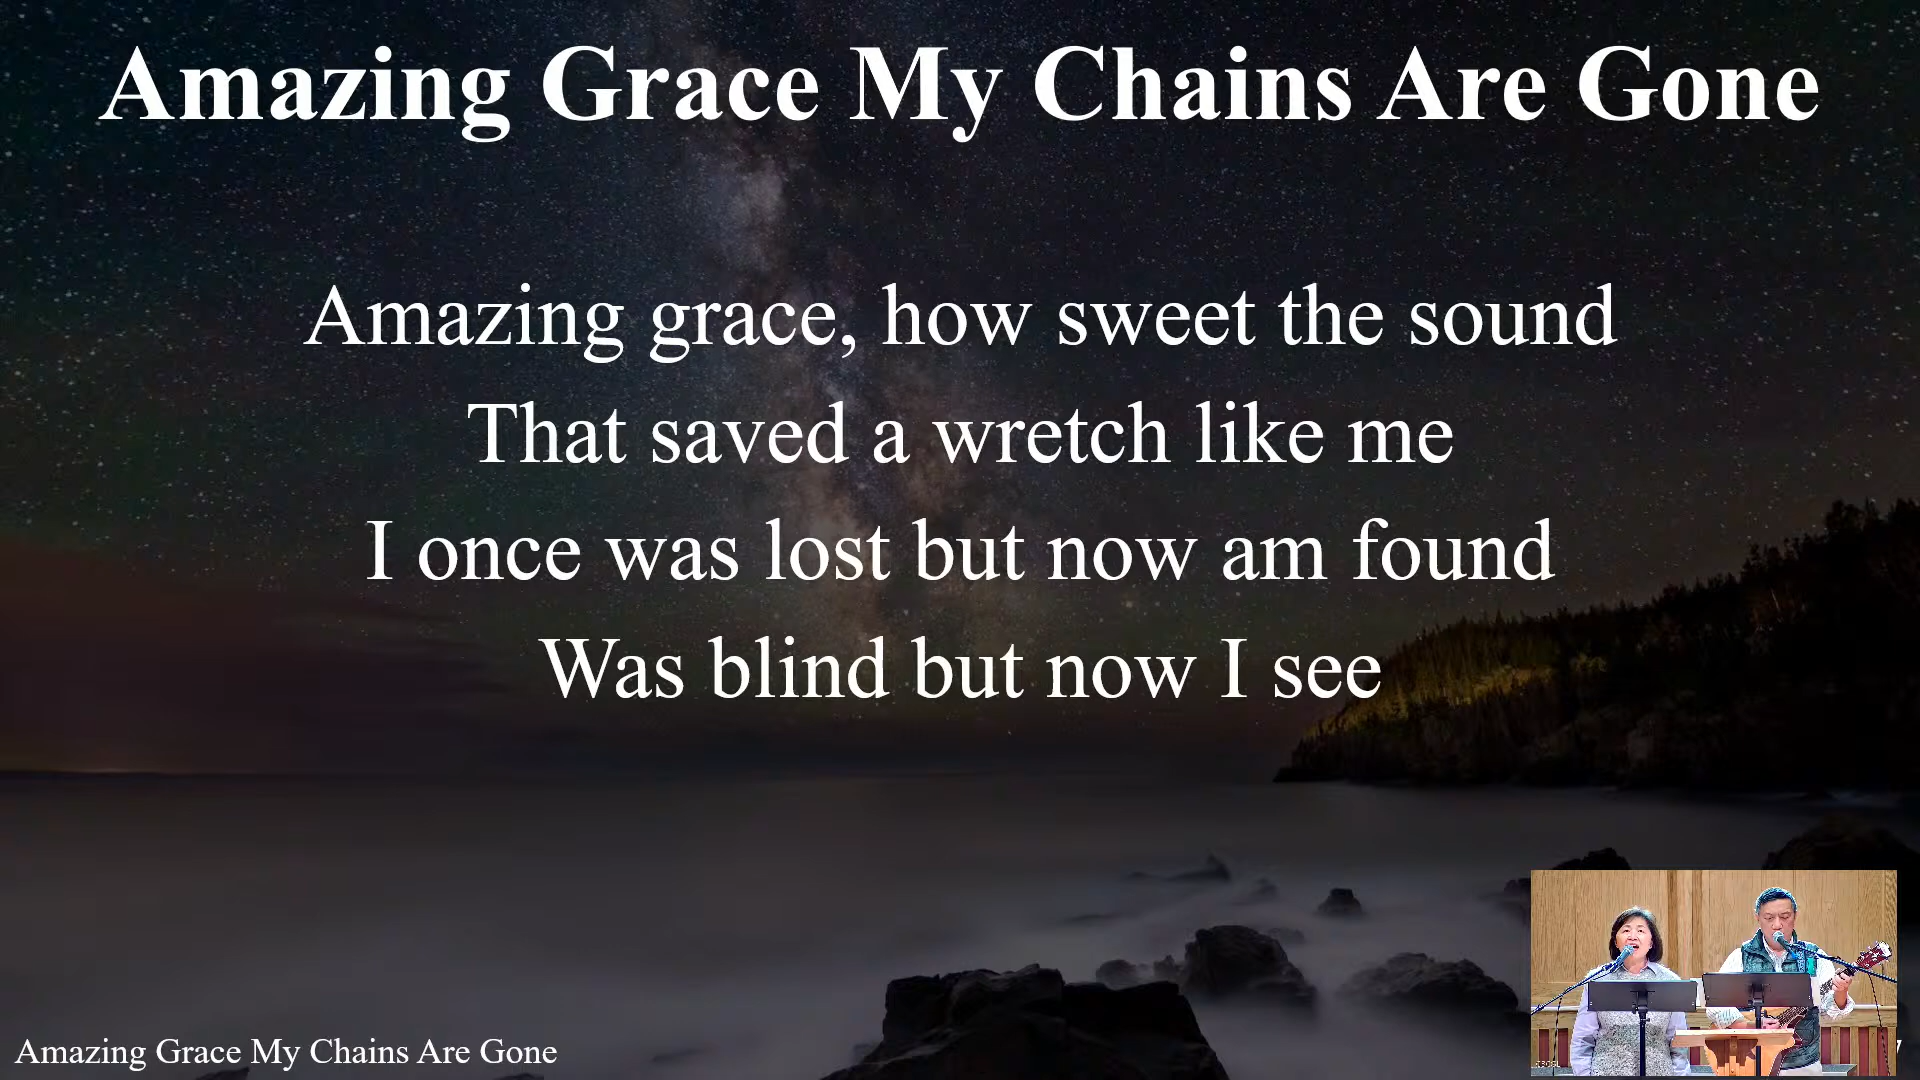 Amazing Grace My Chains Are Gone
Amazing grace, how sweet the sound
That saved a wretch like me
I once was lost but now am found
Was blind but now I see
Amazing Grace My Chains Are Gone